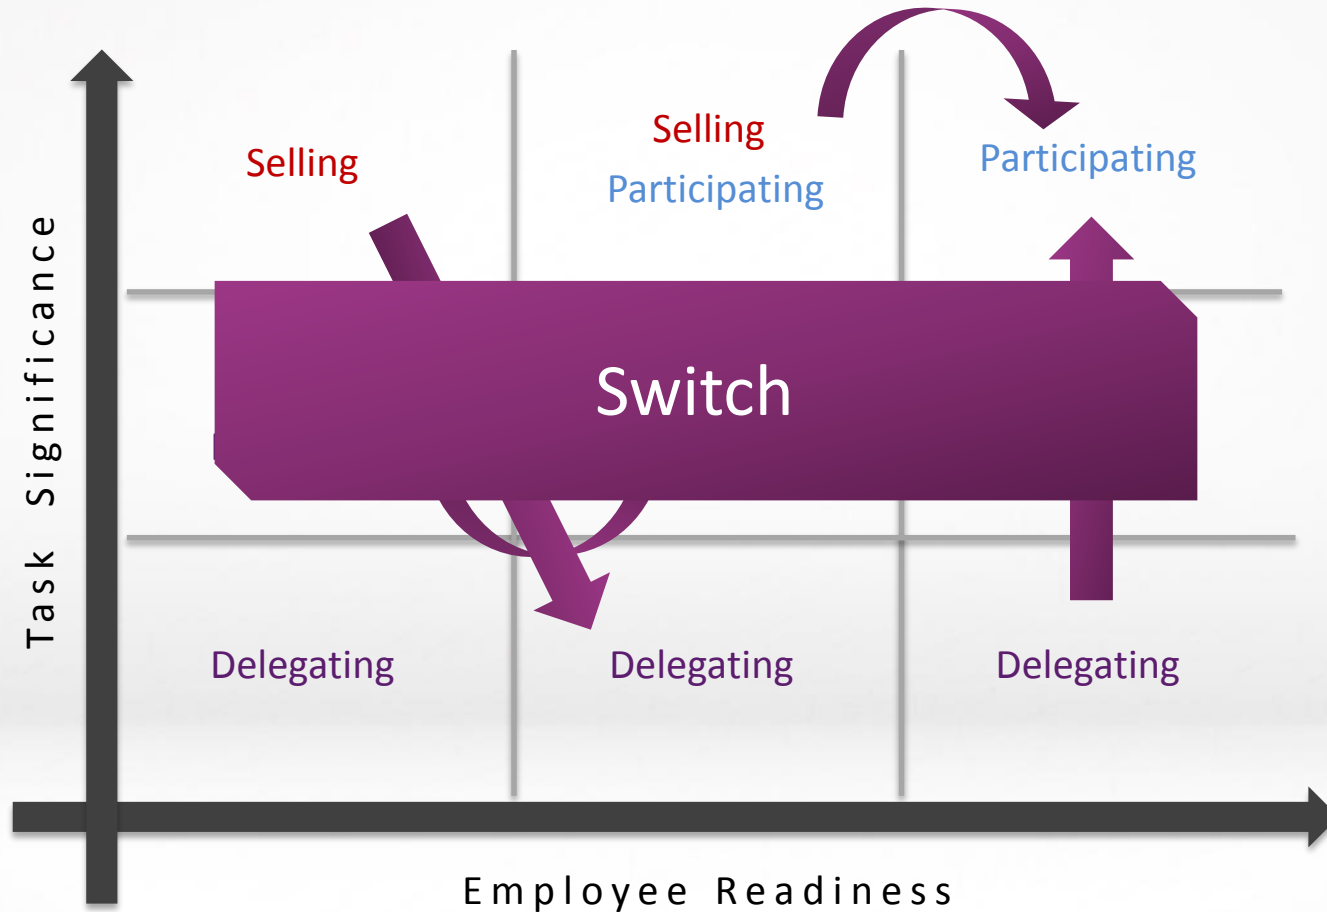 Selling
Selling
Participating
Participating
Switch
Delegating
Delegating
Delegating
Task Significance
Employee Readiness